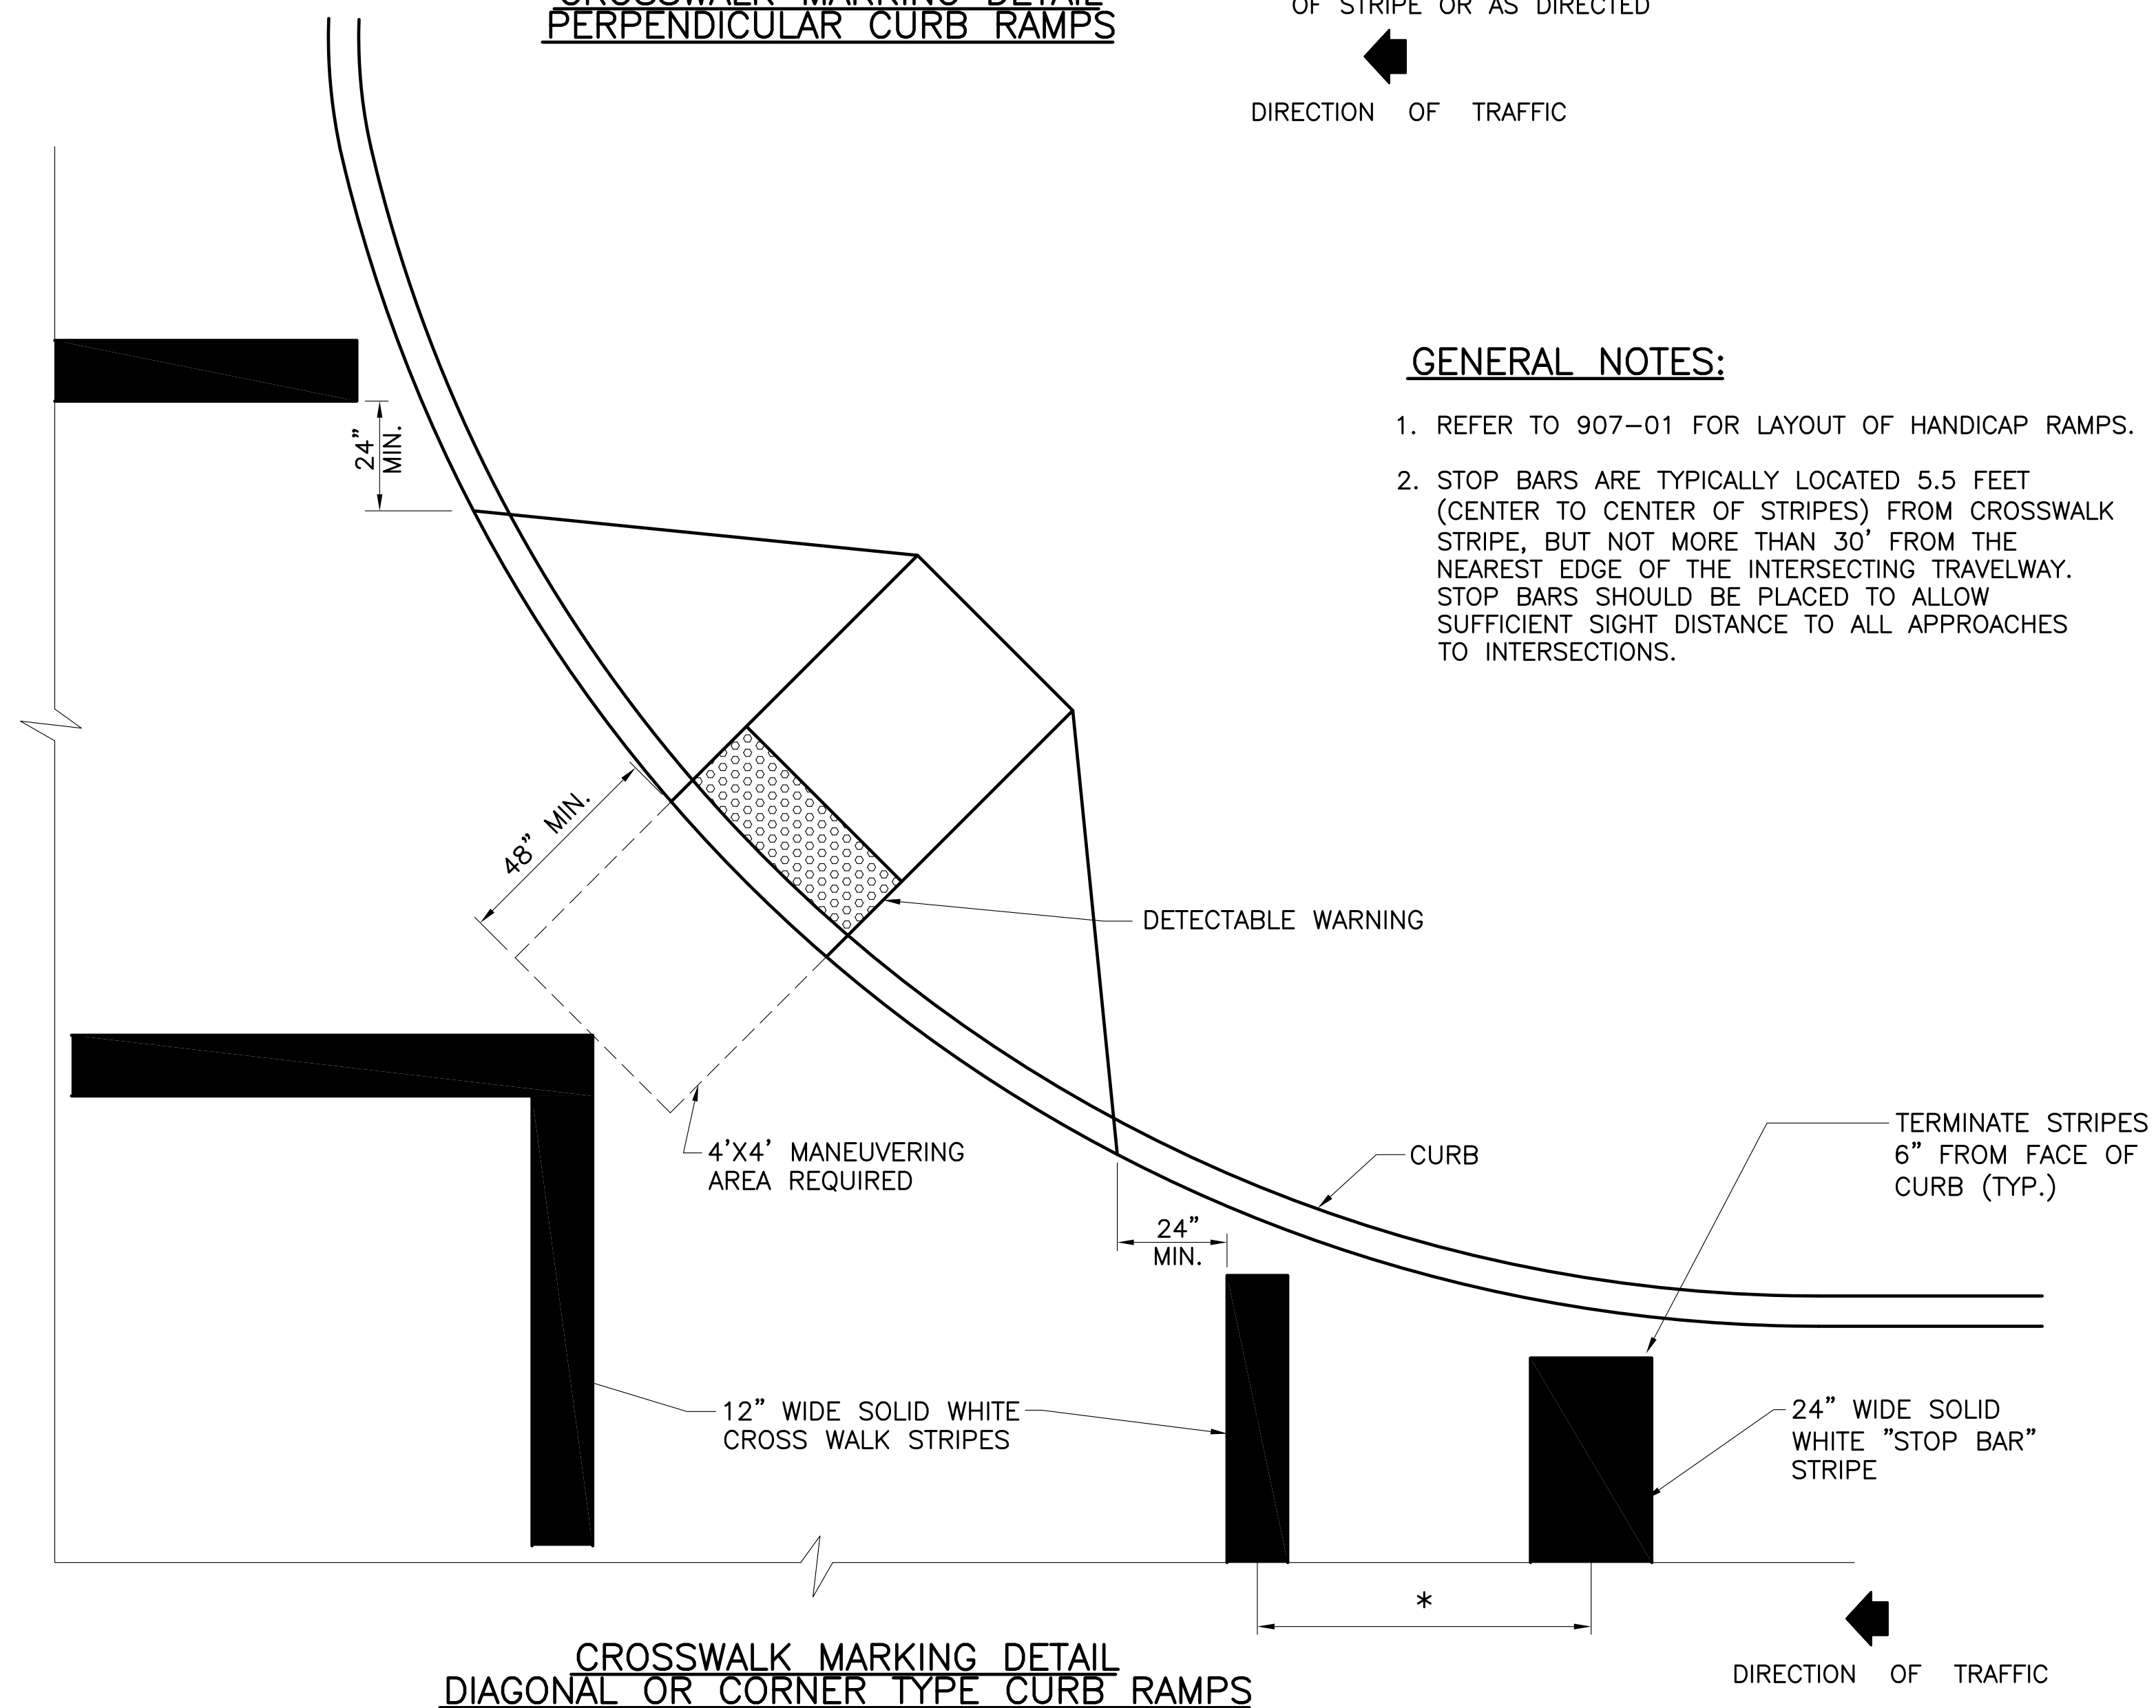 CROSSWALK MARKING DETAIL
PERPENDICULAR CURB RAMPS
OF STRIPE OR AS DIRECTED
DIRECTION OF TRAFFIC
GENERAL NOTES:
1. REFER TO 907-01 FOR LAYOUT OF HANDICAP RAMPS.
2. STOP BARS ARE TYPICALLY LOCATED 5.5 FEET
(CENTER TO CENTER OF STRIPES) FROM CROSSWALK
STRIPE, BUT NOT MORE THAN 30' FROM THE
NEAREST EDGE OF THE INTERSECTING TRAVELWAY.
STOP BARS SHOULD BE PLACED TO ALLOW
SUFFICIENT SIGHT DISTANCE TO ALL APPROACHES
TO INTERSECTIONS.
24"
MIN.
48" MIN.
DETECTABLE WARNING
4'X4' MANEUVERING
AREA REQUIRED
CURB
TERMINATE STRIPES
6" FROM FACE OF
CURB (TYP.)
24"
MIN.
12" WIDE SOLID WHITE
CROSS WALK STRIPES
24" WIDE SOLID
WHITE "STOP BAR"
STRIPE
*
CROSSWALK MARKING DETAIL
DIAGONAL OR CORNER TYPE CURB RAMPS
DIRECTION OF TRAFFIC